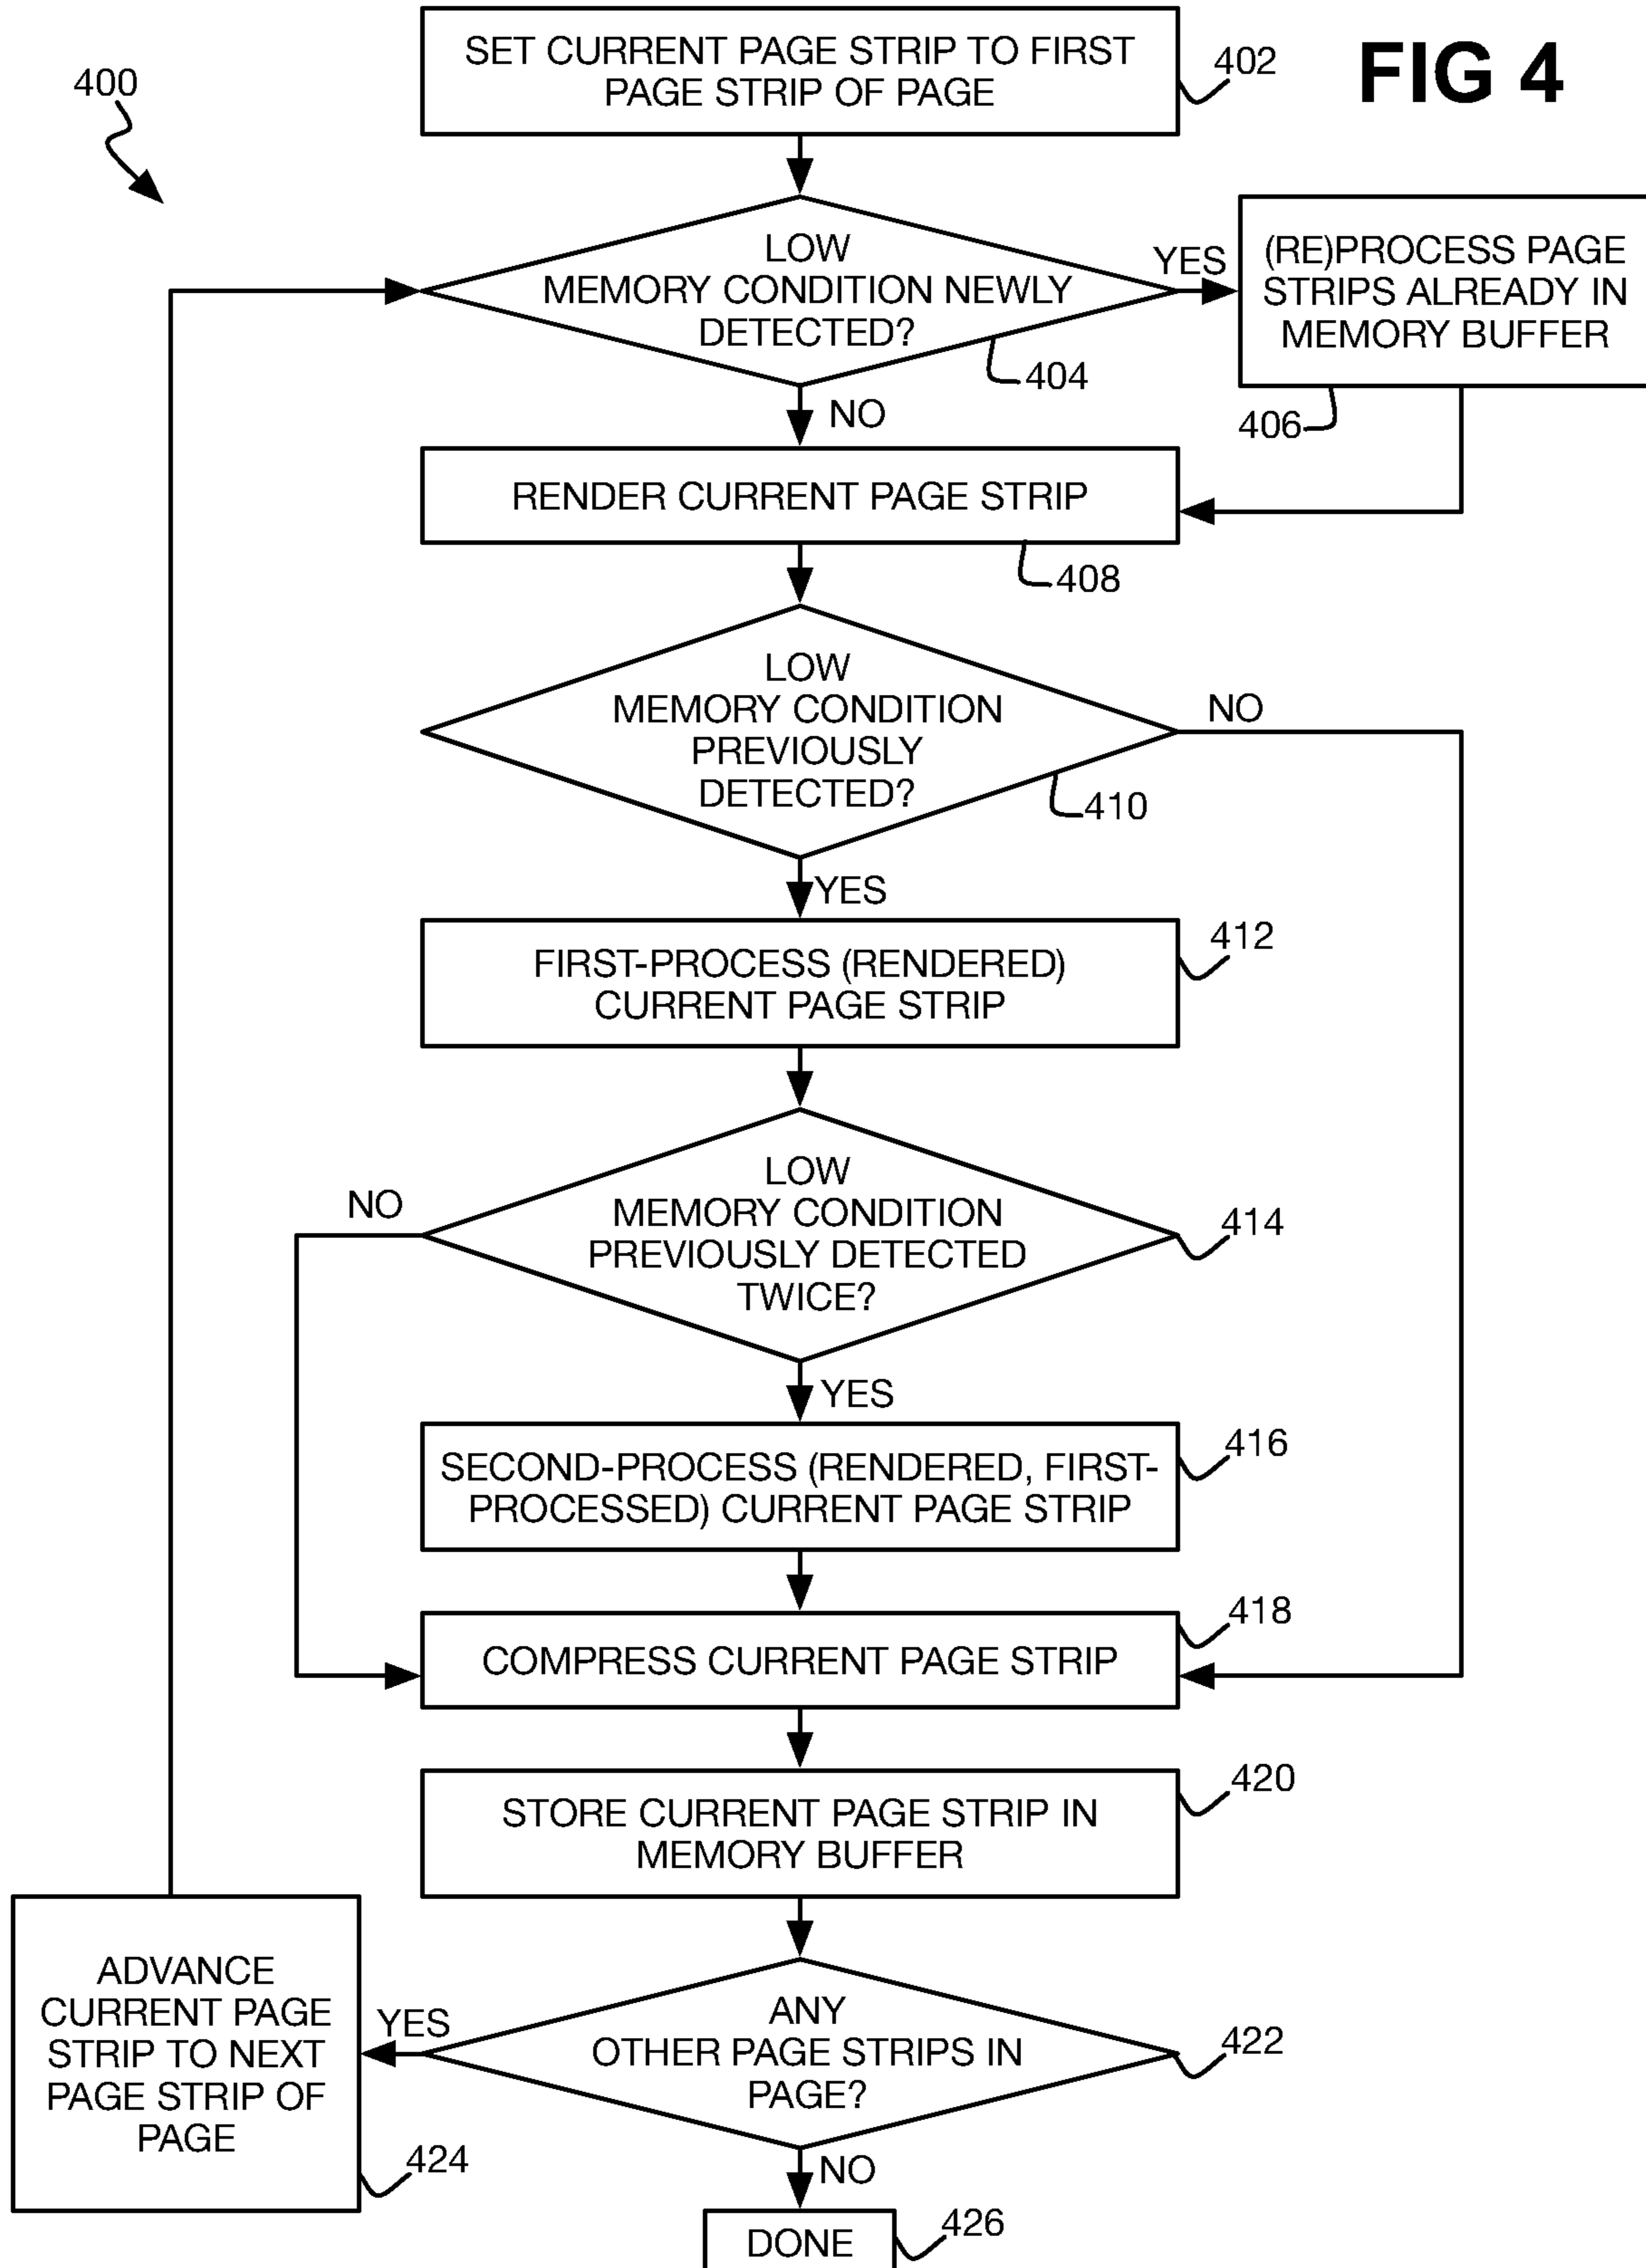 SET CURRENT PAGE STRIP TO FIRST
PAGE STRIP OF PAGE
402
FIG 4
400
LOW
MEMORY CONDITION NEWLY
DETECTED?
404
YES
(RE)PROCESS PAGE
STRIPS ALREADY IN
MEMORY BUFFER
406
NO
RENDER CURRENT PAGE STRIP
408
LOW
MEMORY CONDITION
PREVIOUSLY
DETECTED?
410
NO
YES
FIRST-PROCESS (RENDERED)
CURRENT PAGE STRIP
412
LOW
MEMORY CONDITION
PREVIOUSLY DETECTED
TWICE?
414
NO
YES
SECOND-PROCESS (RENDERED, FIRST-
PROCESSED) CURRENT PAGE STRIP
416
COMPRESS CURRENT PAGE STRIP
418
STORE CURRENT PAGE STRIP IN
MEMORY BUFFER
420
ANY
OTHER PAGE STRIPS IN
PAGE?
422
YES
ADVANCE
CURRENT PAGE
STRIP TO NEXT
PAGE STRIP OF
PAGE
424
NO
DONE
426